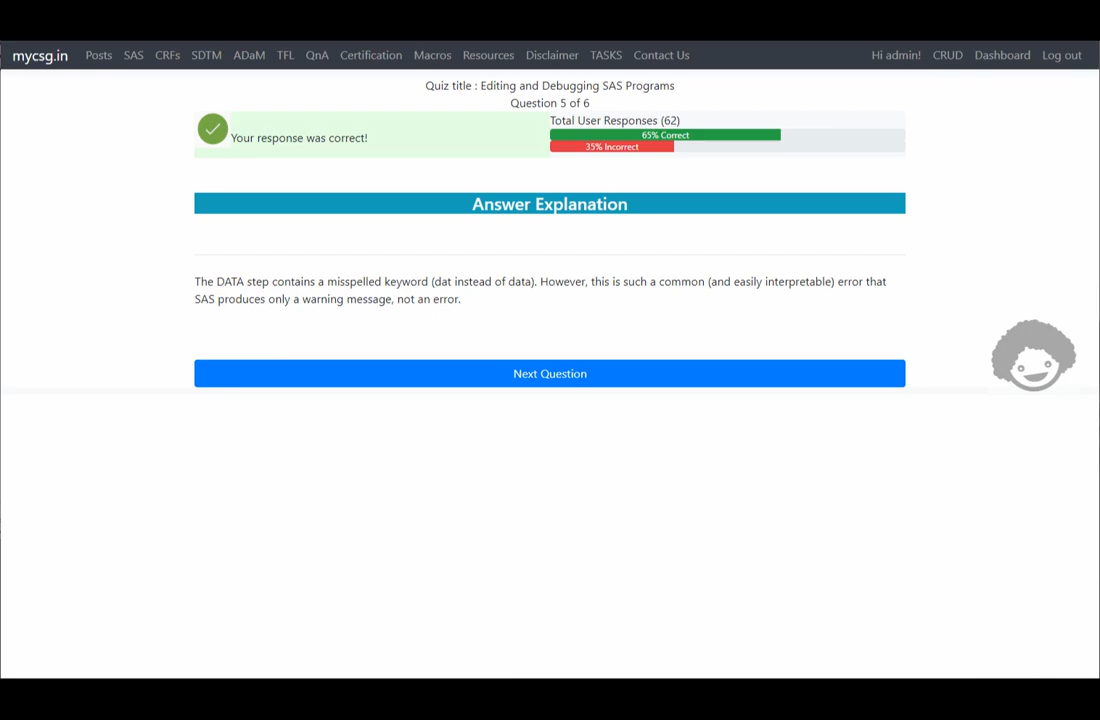 mycsg.in Posts SAS CRFs SDTM ADaM TFL QnA Certification Macros Resources Disclaimer TASKS Contact Us Hi admin! CRUD Dashboard Log out
Quiz title : Editing and Debugging SAS Programs
Question 5 of 6
Your response was correct!
Total User Responses (62)
65% Correct
35% Incorrect
Answer Explanation
The DATA step contains a misspelled keyword (dat instead of data). However, this is such a common (and easily interpretable) error that
SAS produces only a warning message, not an error.
Next Question